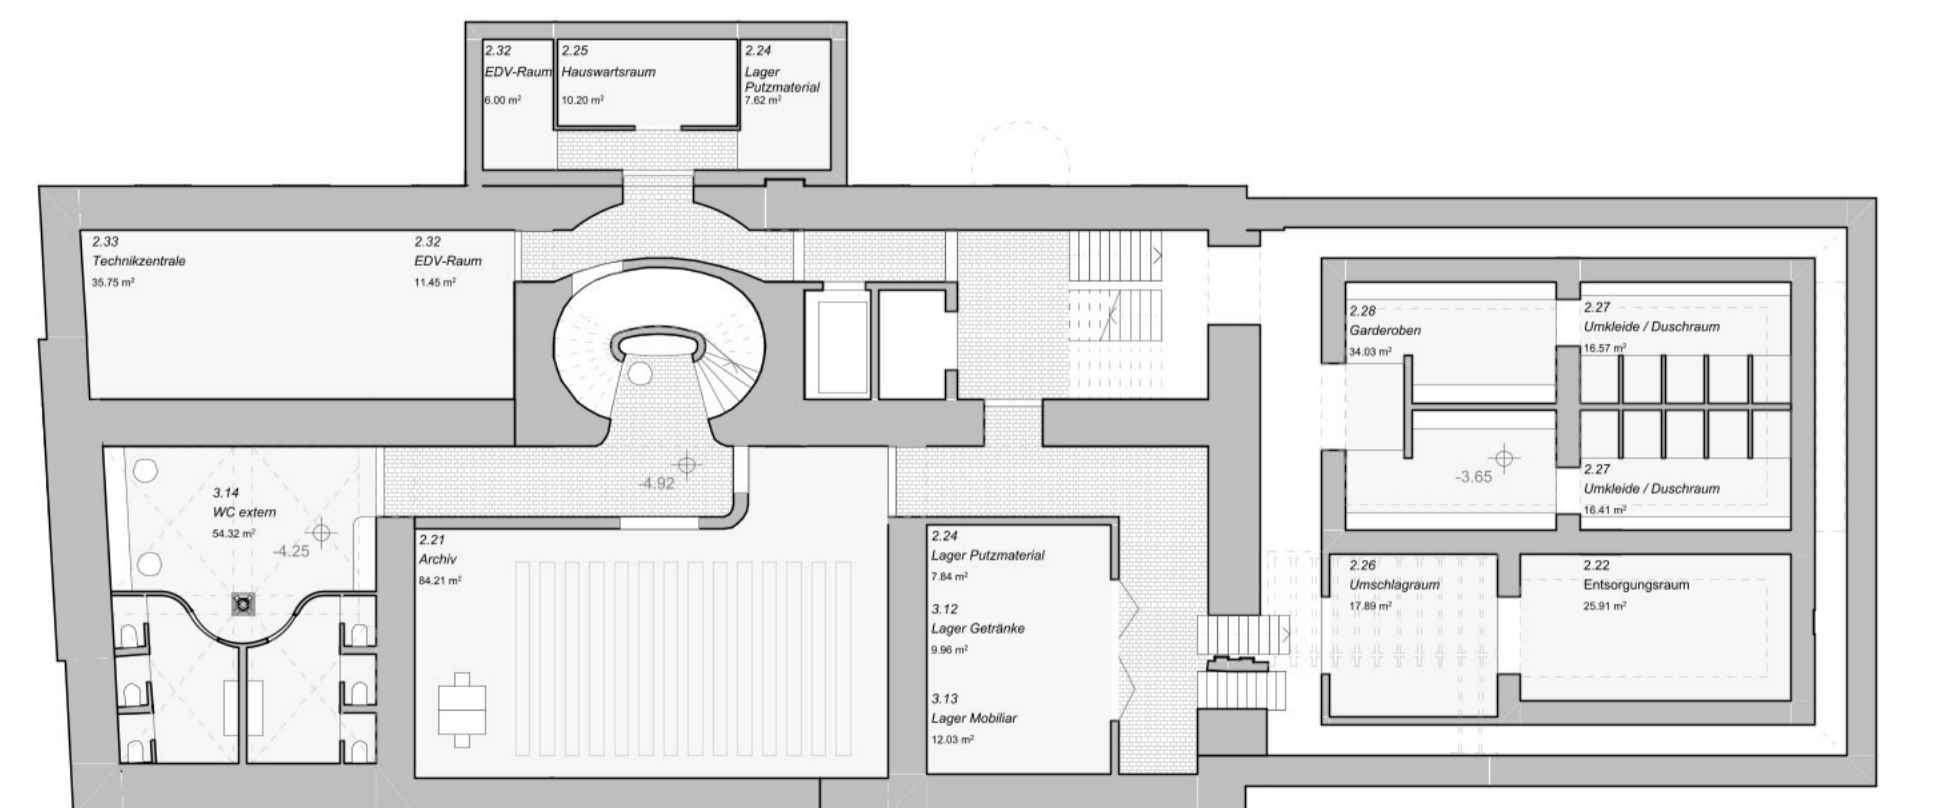 2.32
EDV-Raum
6.00 m²
2.25
Hauswartsraum
10.20 m²
2.24
Lager
Putzmaterial
7.62 m²
2.33
Technikzentrale
35.75 m²
2.32
EDV-Raum
11.45 m²
2.28
Garderoben
34.03 m²
2.27
Umkleide / Duschraum
16.57 m²
-4.92
-3.65
2.27
Umkleide / Duschraum
16.41 m²
3.14
WC extern
54.32 m²
-4.25
2.21
Archiv
84.21 m²
2.24
Lager Putzmaterial
7.84 m²
3.12
Lager Getränke
9.96 m²
3.13
Lager Mobiliar
12.03 m²
2.26
Umschlagraum
17.89 m²
2.22
Entsorgungsraum
25.91 m²